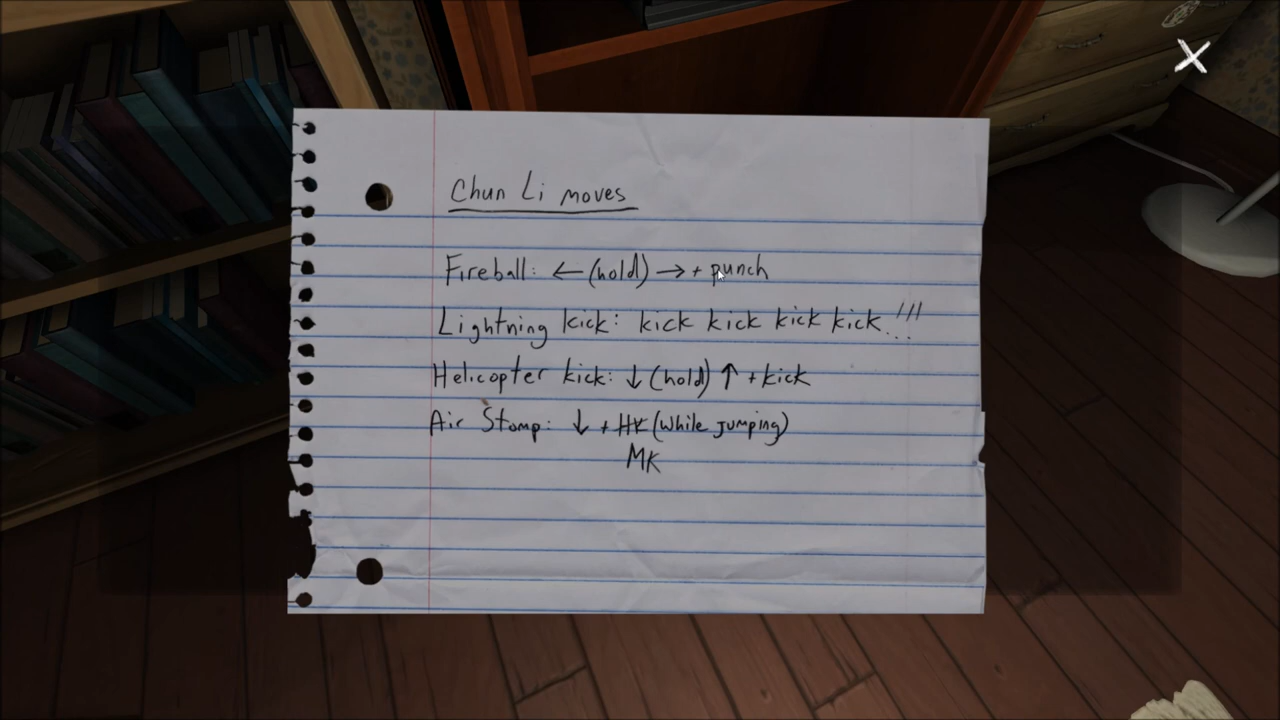 Chun Li moves
Fireball: ← (hold) → + punch
Lightning kick: kick kick kick kick!!!
Helicopter kick: ↓ (hold) ↑ + kick
Air Stomp: ↓ + HK (while jumping)
MK